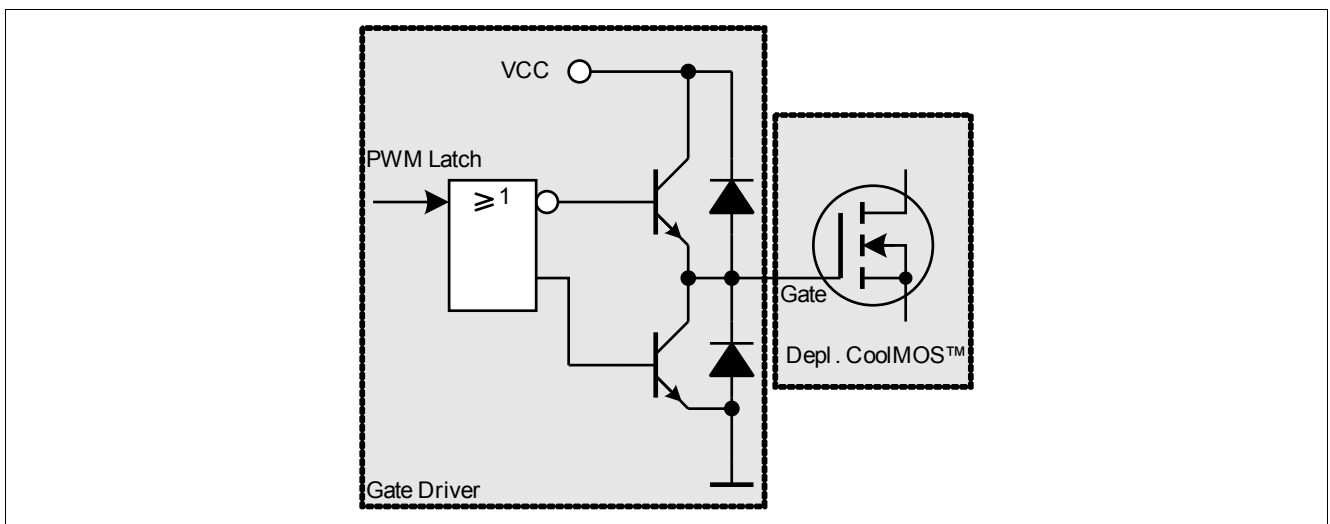 VCC
PWM Latch
≥1
Gate
Depl. CoolMOS™
Gate Driver